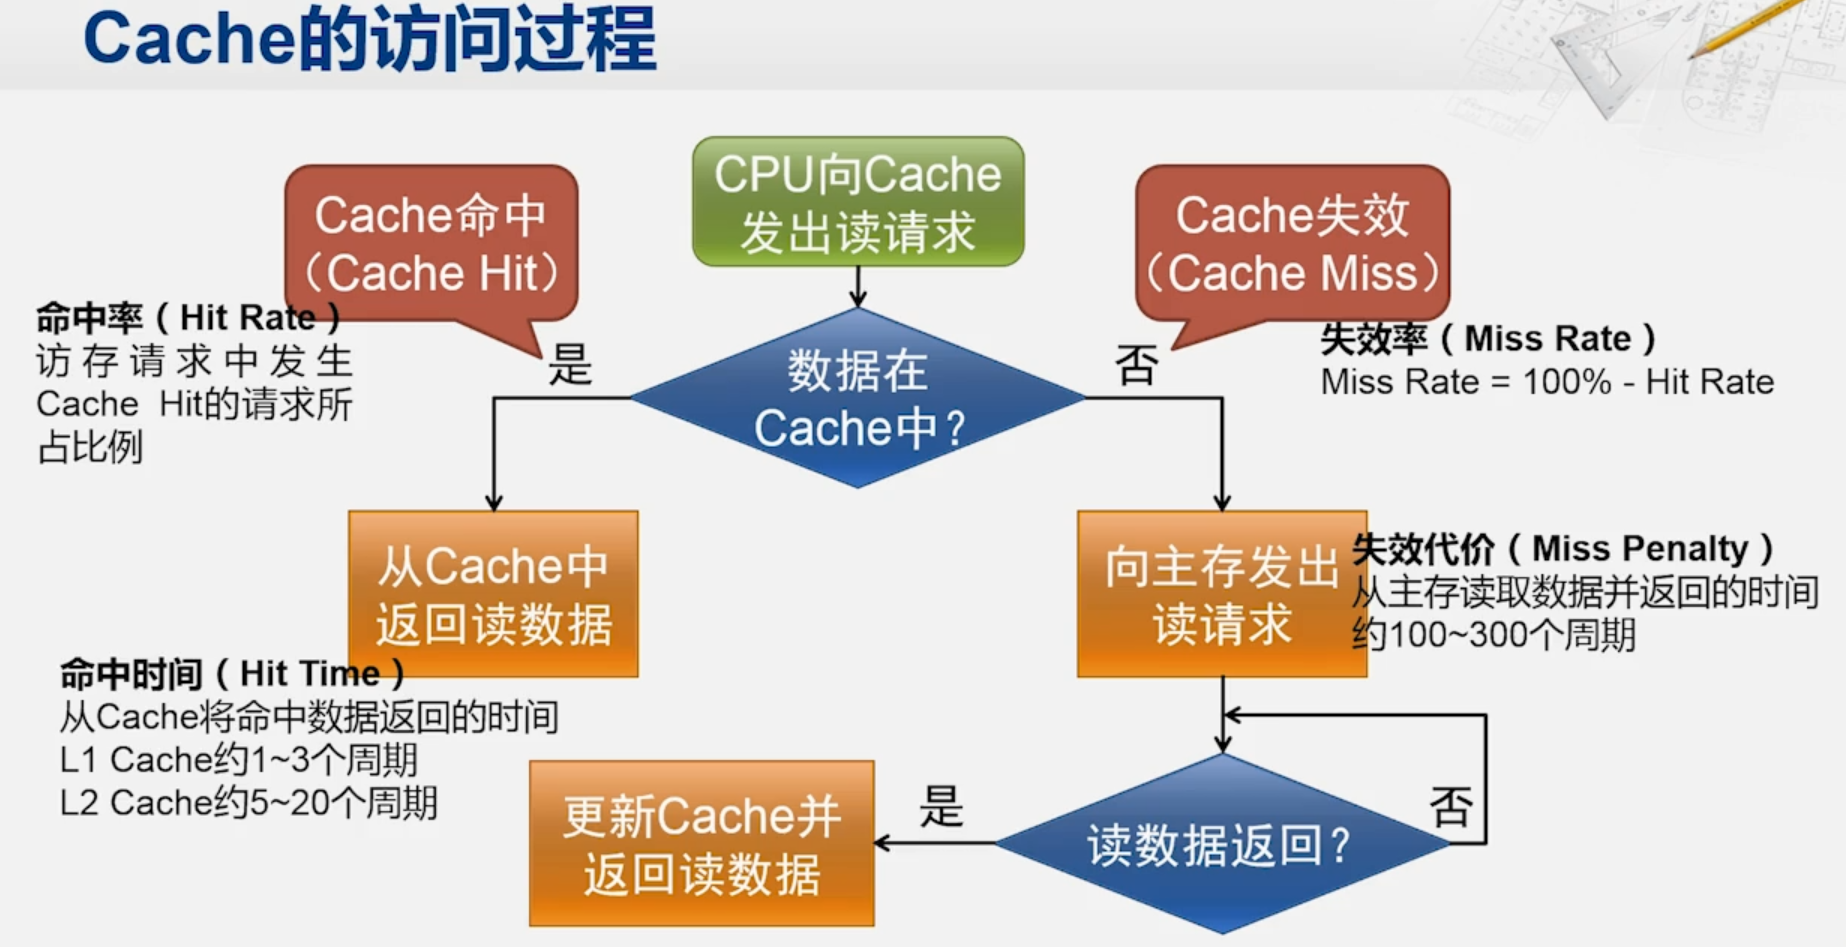 Cache的访问过程
CPU向Cache
发出读请求
Cache命中
（Cache Hit）
Cache失效
（Cache Miss）
命中率（Hit Rate）
访存请求中发生
Cache Hit的请求所
占比例
是
数据在
Cache中？
否
失效率（Miss Rate）
Miss Rate = 100% - Hit Rate
从Cache中
返回读数据
向主存发出
读请求
失效代价（Miss Penalty）
从主存读取数据并返回的时间
约100~300个周期
命中时间（Hit Time）
从Cache将命中数据返回的时间
L1 Cache约1~3个周期
L2 Cache约5~20个周期
更新Cache并
返回读数据
是
读数据返回？
否